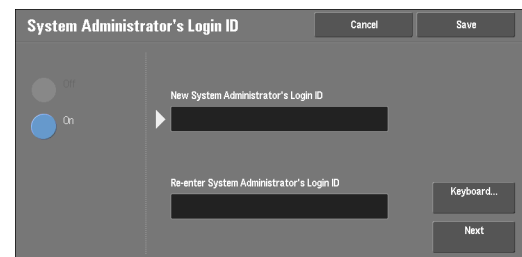 System Administrator's Login ID
Cancel
Save
Off
On
New System Administrator's Login ID
Re-enter System Administrator's Login ID
Keyboard...
Next